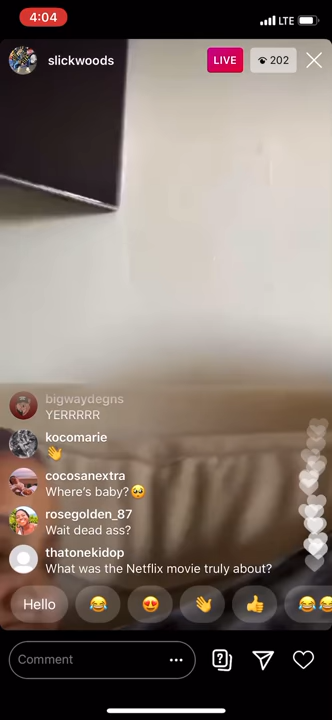 4:04
LTE
slickwoods
LIVE
202
bigwaydegns
YERRRRR
kocomarie
👋
cocosanextra
Where's baby? 🥺
rosegolden_87
Wait dead ass?
thatonekidop
What was the Netflix movie truly about?
Hello 😂 😍 👋 👍 😂😂
Comment